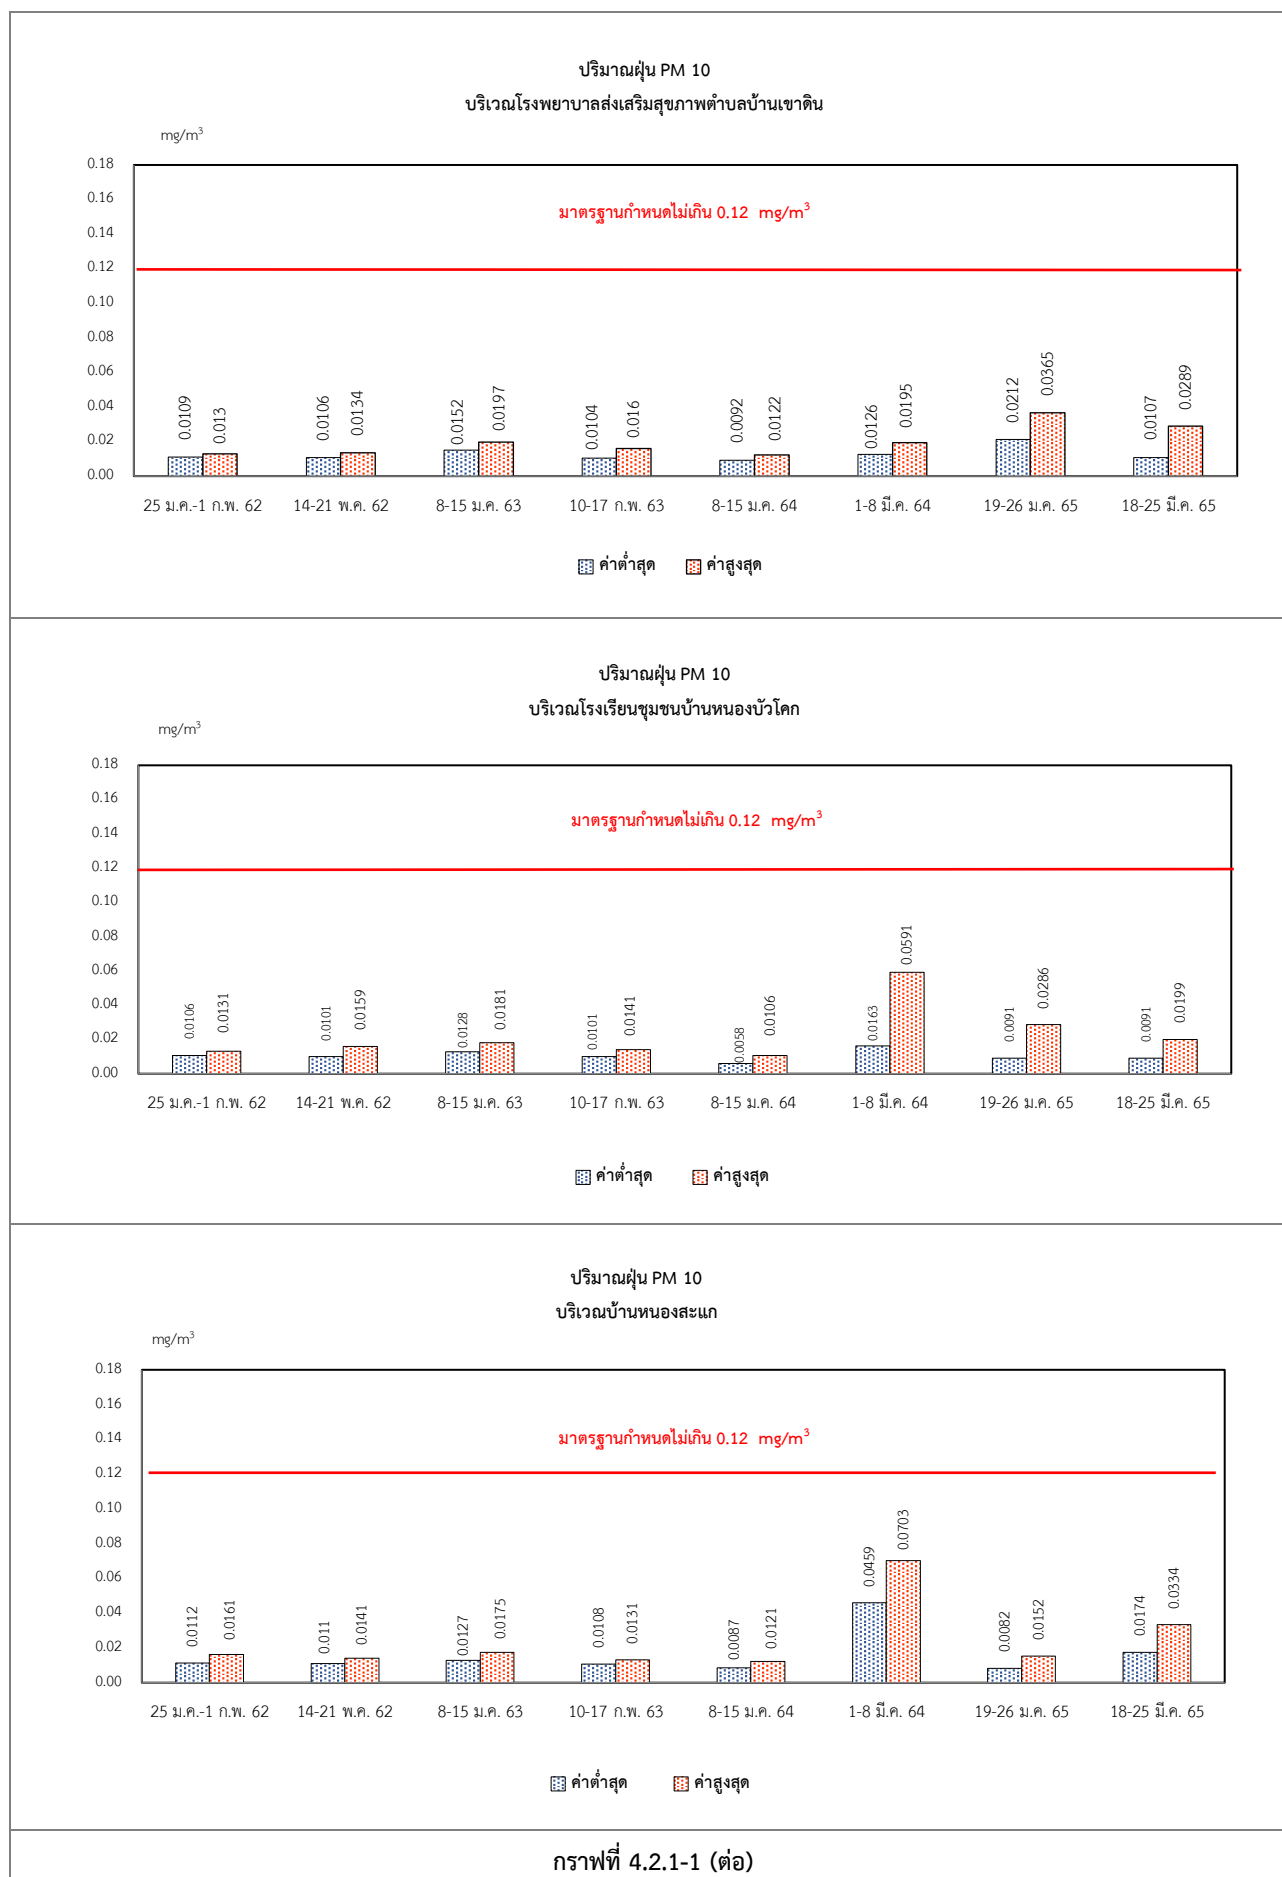 ปริมาณฝุ่น PM 10
บริเวณโรงพยาบาลส่งเสริมสุขภาพตำบลบ้านเขาดิน
mg/m³
0.18
0.16
0.14
0.12
0.10
0.08
0.06
0.04
0.02
0.00
มาตรฐานกำหนดไม่เกิน 0.12 mg/m³
0.0109 0.013 0.0106 0.0134 0.0152 0.0197 0.0104 0.016 0.0092 0.0122 0.0126 0.0195 0.0212 0.0365 0.0107 0.0289
25 ม.ค.-1 ก.พ. 62 14-21 พ.ค. 62 8-15 ม.ค. 63 10-17 ก.พ. 63 8-15 ม.ค. 64 1-8 มี.ค. 64 19-26 ม.ค. 65 18-25 มี.ค. 65
ค่าต่ำสุด ค่าสูงสุด
ปริมาณฝุ่น PM 10
บริเวณโรงเรียนชุมชนบ้านหนองบัวโคก
mg/m³
0.18
0.16
0.14
0.12
0.10
0.08
0.06
0.04
0.02
0.00
มาตรฐานกำหนดไม่เกิน 0.12 mg/m³
0.0106 0.0131 0.0101 0.0159 0.0128 0.0181 0.0101 0.0141 0.0058 0.0106 0.0163 0.0591 0.0091 0.0286 0.0091 0.0199
25 ม.ค.-1 ก.พ. 62 14-21 พ.ค. 62 8-15 ม.ค. 63 10-17 ก.พ. 63 8-15 ม.ค. 64 1-8 มี.ค. 64 19-26 ม.ค. 65 18-25 มี.ค. 65
ค่าต่ำสุด ค่าสูงสุด
ปริมาณฝุ่น PM 10
บริเวณบ้านหนองสะแก
mg/m³
0.18
0.16
0.14
0.12
0.10
0.08
0.06
0.04
0.02
0.00
มาตรฐานกำหนดไม่เกิน 0.12 mg/m³
0.0112 0.0161 0.011 0.0141 0.0127 0.0175 0.0108 0.0131 0.0087 0.0121 0.0459 0.0703 0.0082 0.0152 0.0174 0.0334
25 ม.ค.-1 ก.พ. 62 14-21 พ.ค. 62 8-15 ม.ค. 63 10-17 ก.พ. 63 8-15 ม.ค. 64 1-8 มี.ค. 64 19-26 ม.ค. 65 18-25 มี.ค. 65
ค่าต่ำสุด ค่าสูงสุด
กราฟที่ 4.2.1-1 (ต่อ)